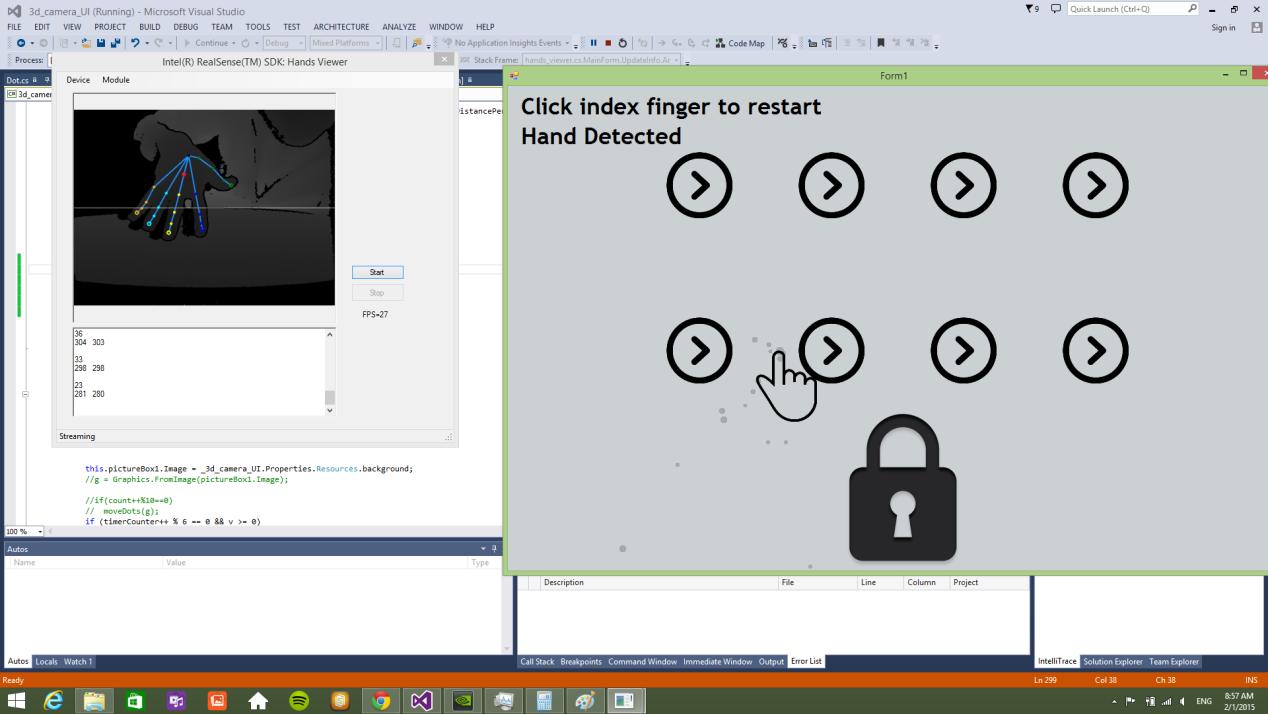 3d_camera_UI (Running) - Microsoft Visual Studio
9
Quick Launch (Ctrl+Q)
FILE EDIT VIEW PROJECT BUILD DEBUG TEAM TOOLS TEST ARCHITECTURE ANALYZE WINDOW HELP
Sign in
Continue Debug Mixed Platforms No Application Insights Events Code Map
Process: Stack Frame: hands_viewer.cs.MainForm.UpdateInfo.Ar
Intel(R) RealSense(TM) SDK: Hands Viewer
Dot.cs
Device Module
3d_camer
istancePe
Start
Stop
FPS=27
36
304 303
33
298 298
23
281 280
Streaming
Form1
Click index finger to restart
Hand Detected
this.pictureBox1.Image = _3d_camera_UI.Properties.Resources.background;
//g = Graphics.FromImage(pictureBox1.Image);
//if(count++%10==0)
// moveDots(g);
if (timerCounter++ % 6 == 0 && v >= 0)
100 %
Autos
Name Value Type
Description File Line Column Project
Autos Locals Watch 1
Call Stack Breakpoints Command Window Immediate Window Output Error List
IntelliTrace Solution Explorer Team Explorer
Ready
Ln 299 Col 38 Ch 38 INS
ENG
8:57 AM
2/1/2015